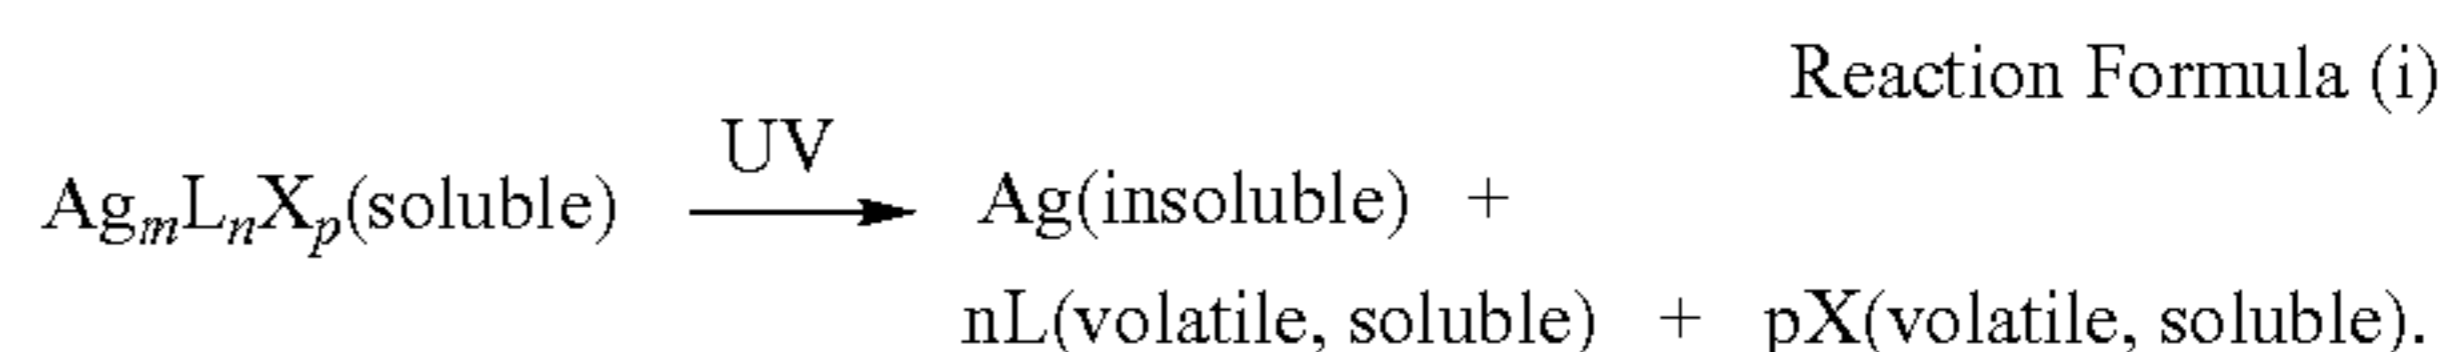 Reaction Formula (i)
UV
AgₘLₙXₚ(soluble) ⟶ Ag(insoluble) +
nL(volatile, soluble) + pX(volatile, soluble).